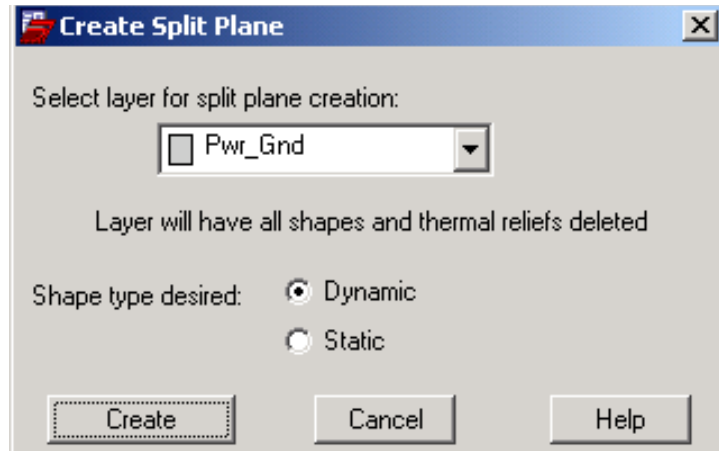 Create Split Plane
Select layer for split plane creation:
Pwr_Gnd
Layer will have all shapes and thermal reliefs deleted
Shape type desired: Dynamic
Static
Create Cancel Help